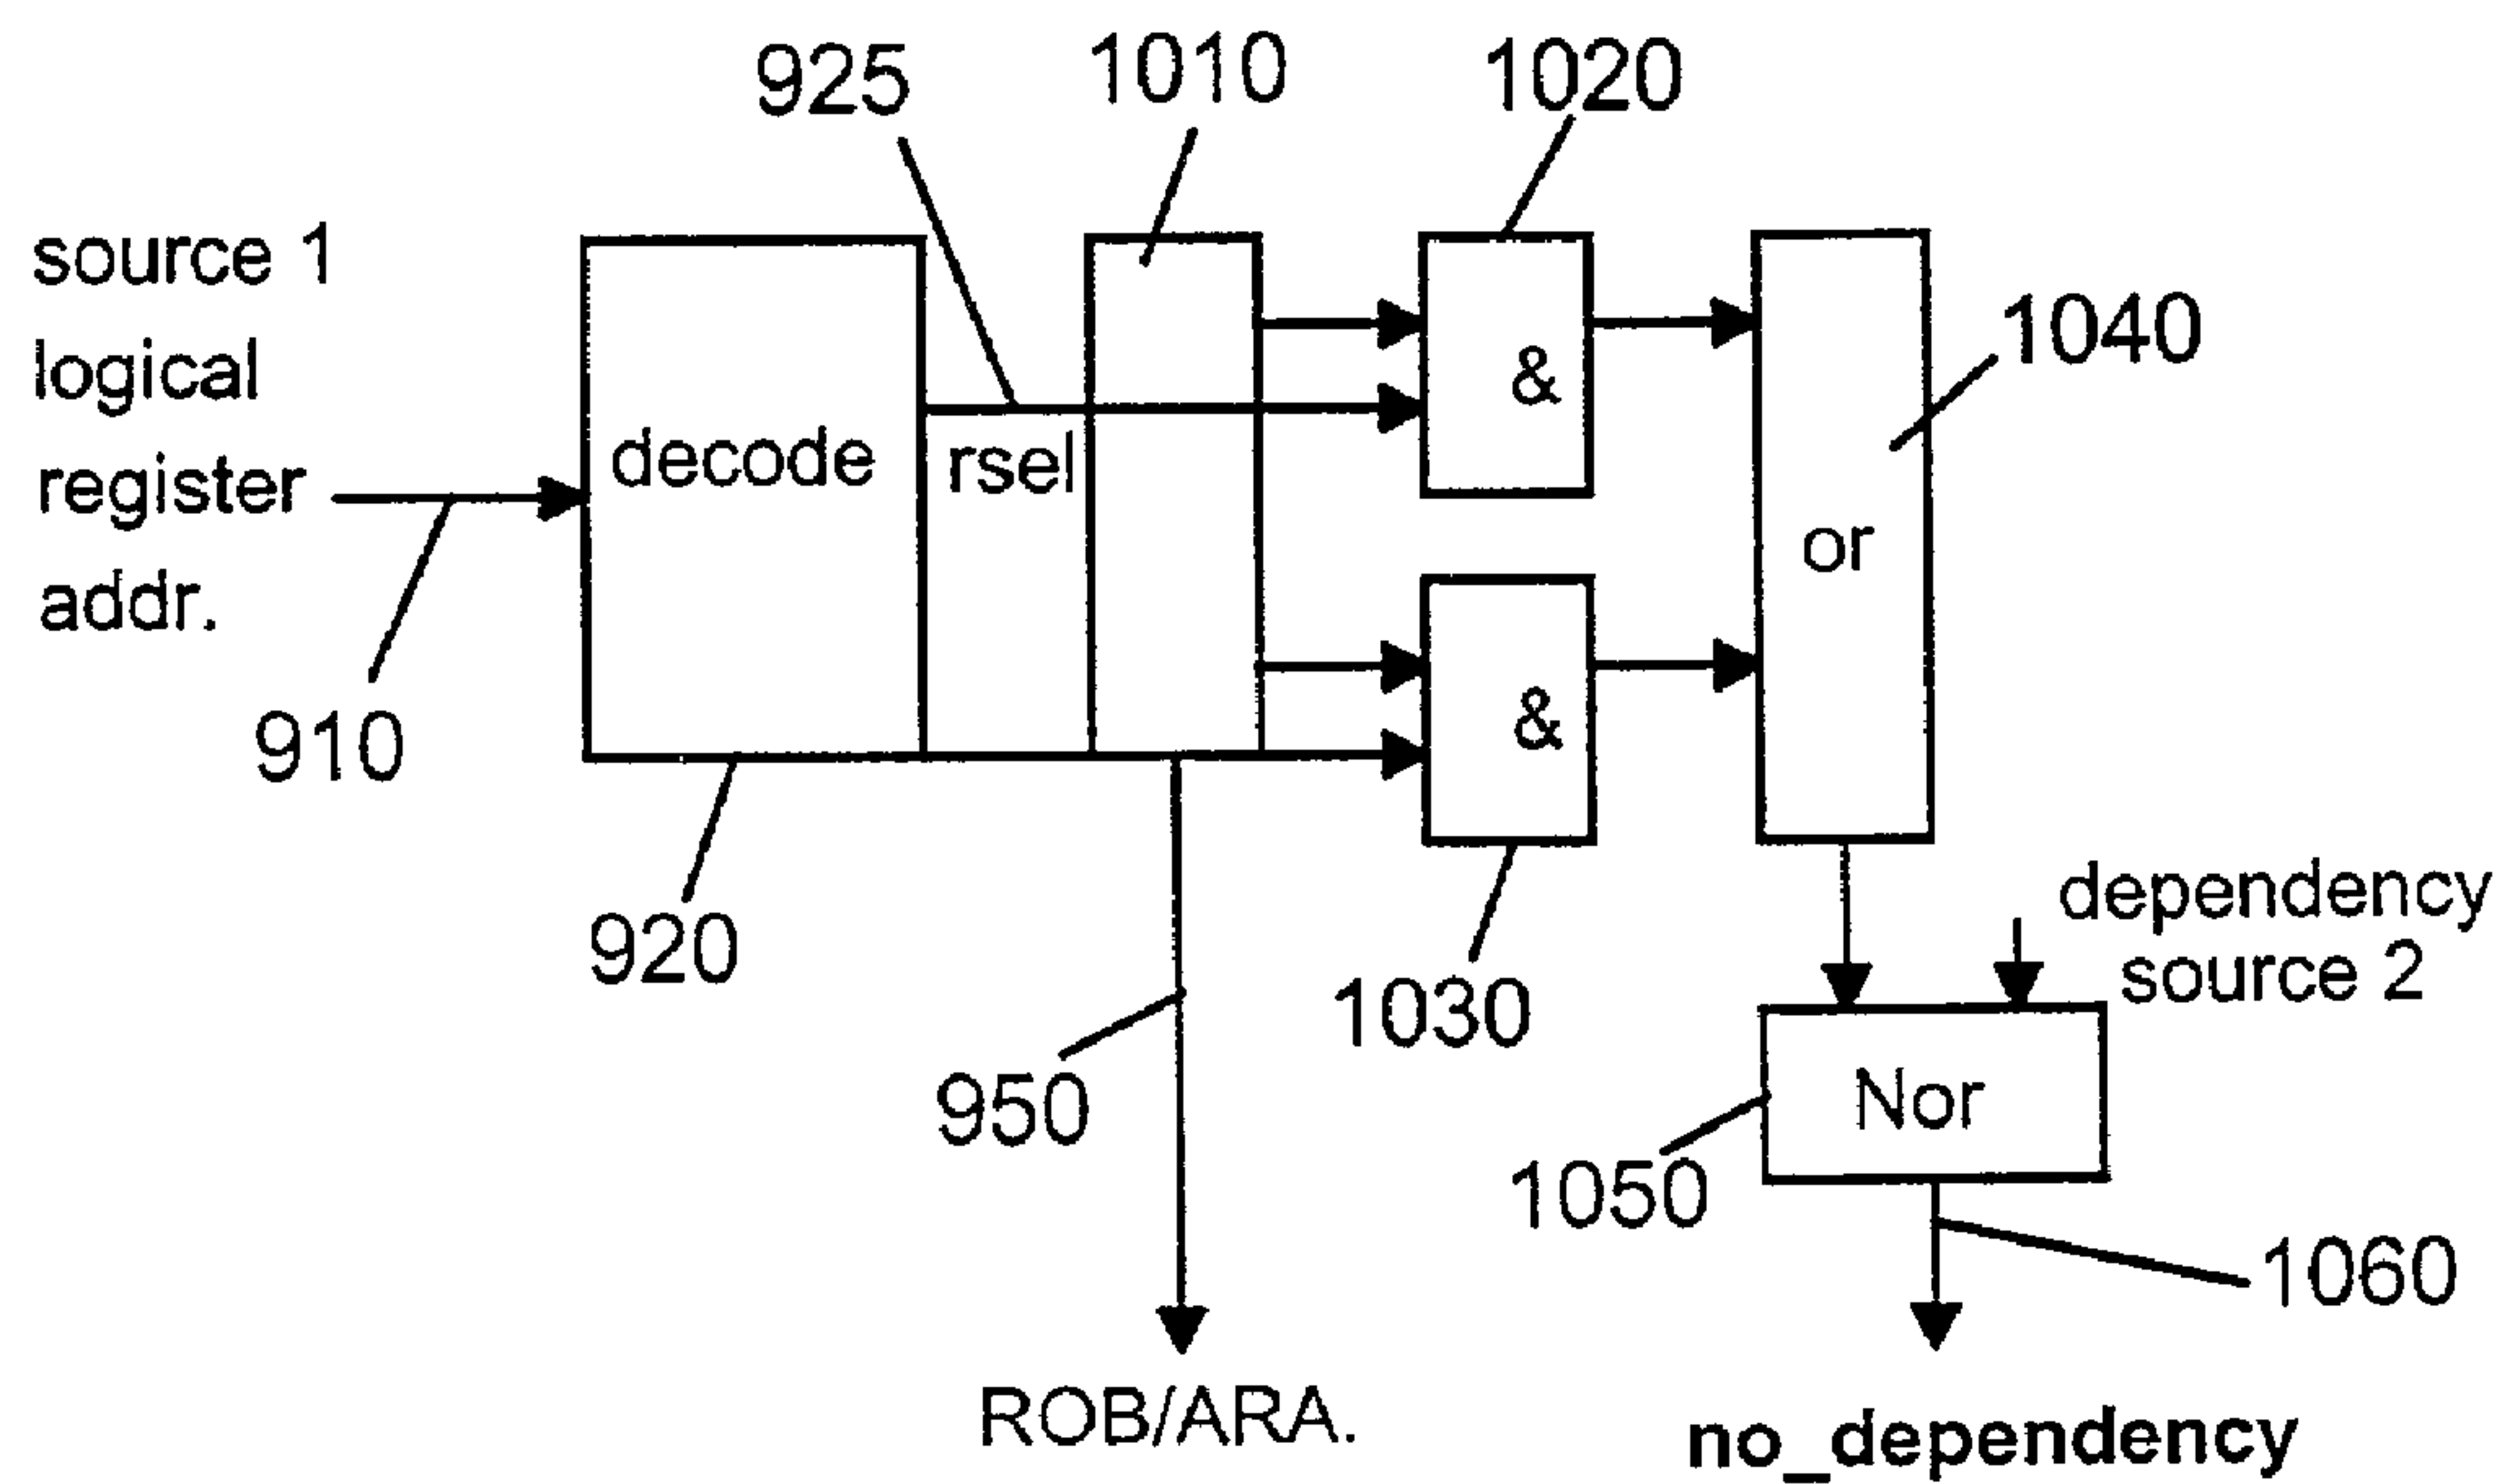 925
1010
1020
source 1
logical
register
addr.
1040
decode
rsel
&
or
&
910
920
1030
dependency
source 2
950
Nor
1050
1060
ROB/ARA.
no_dependency